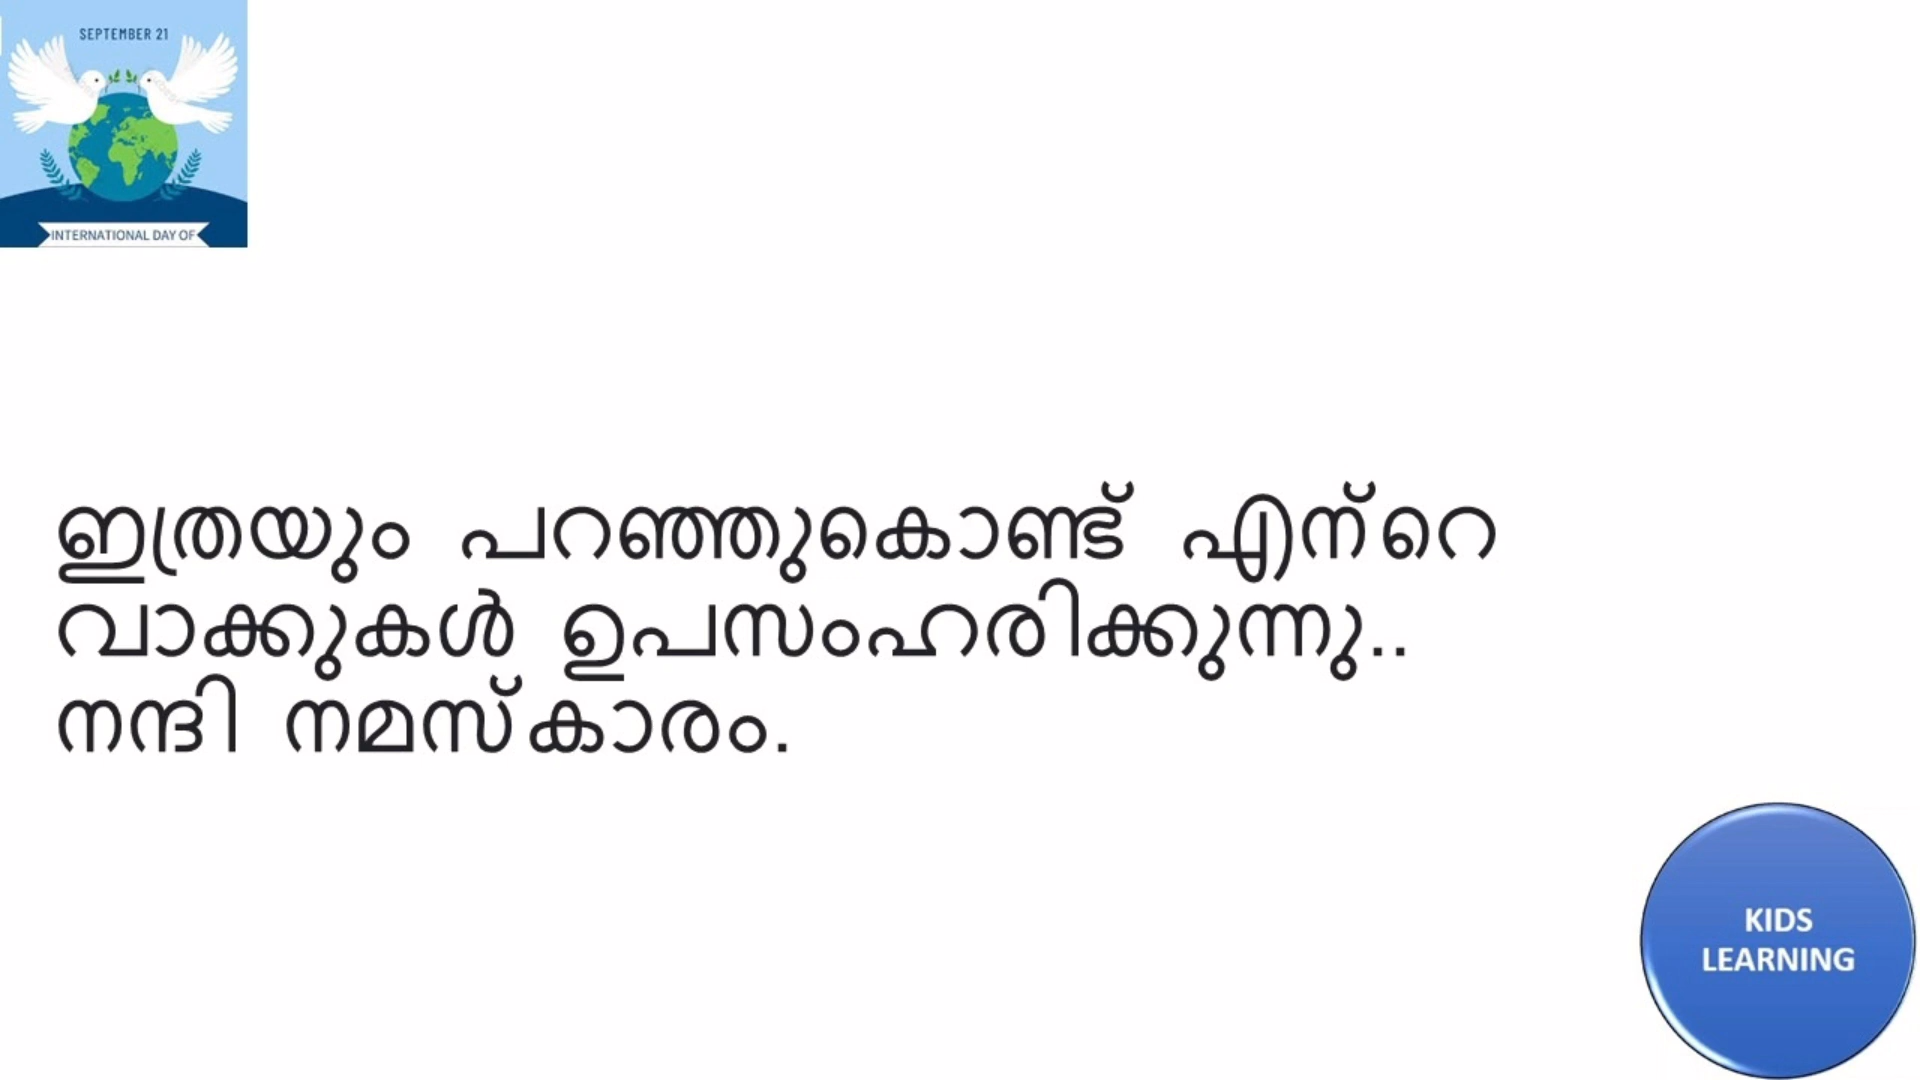 SEPTEMBER 21
INTERNATIONAL DAY OF
ഇത്രയും പറഞ്ഞുകൊണ്ട് എന്റെ
വാക്കുകൾ ഉപസംഹരിക്കുന്നു..
നന്ദി നമസ്കാരം.
KIDS
LEARNING